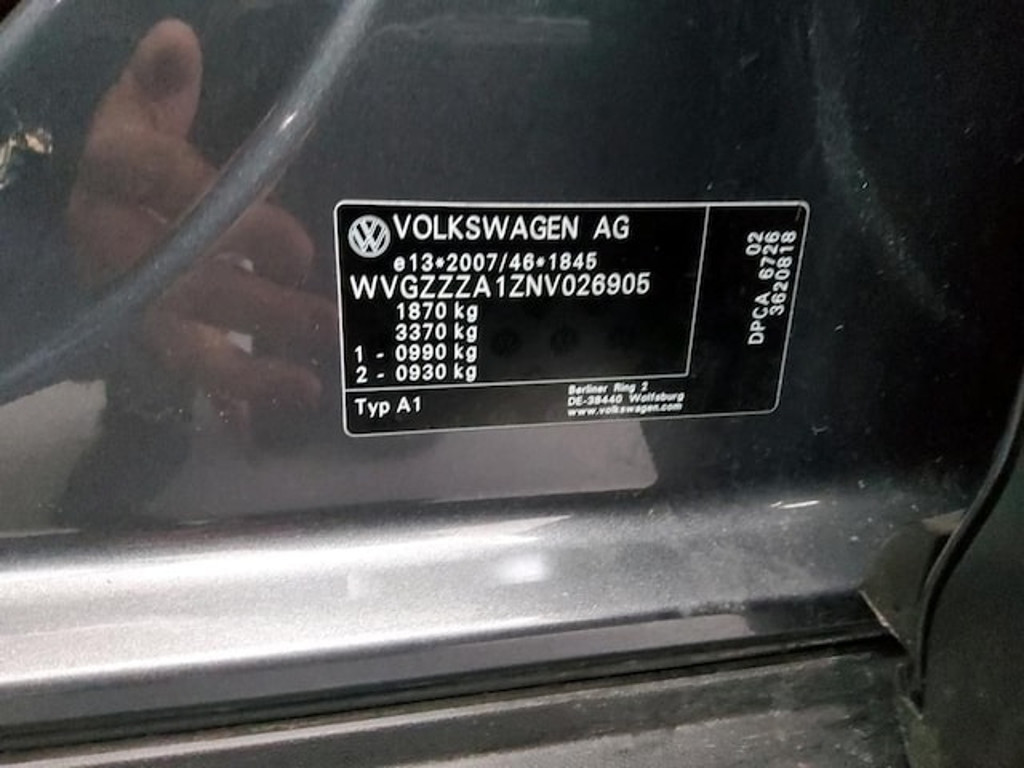 VOLKSWAGEN AG
e13*2007/46*1845
WVGZZZA1ZNV026905
1870 kg
3370 kg
1 - 0990 kg
2 - 0930 kg
Typ A1
Berliner Ring 2
DE-38440 Wolfsburg
www.volkswagen.com
02
DPCA 6726
3620818